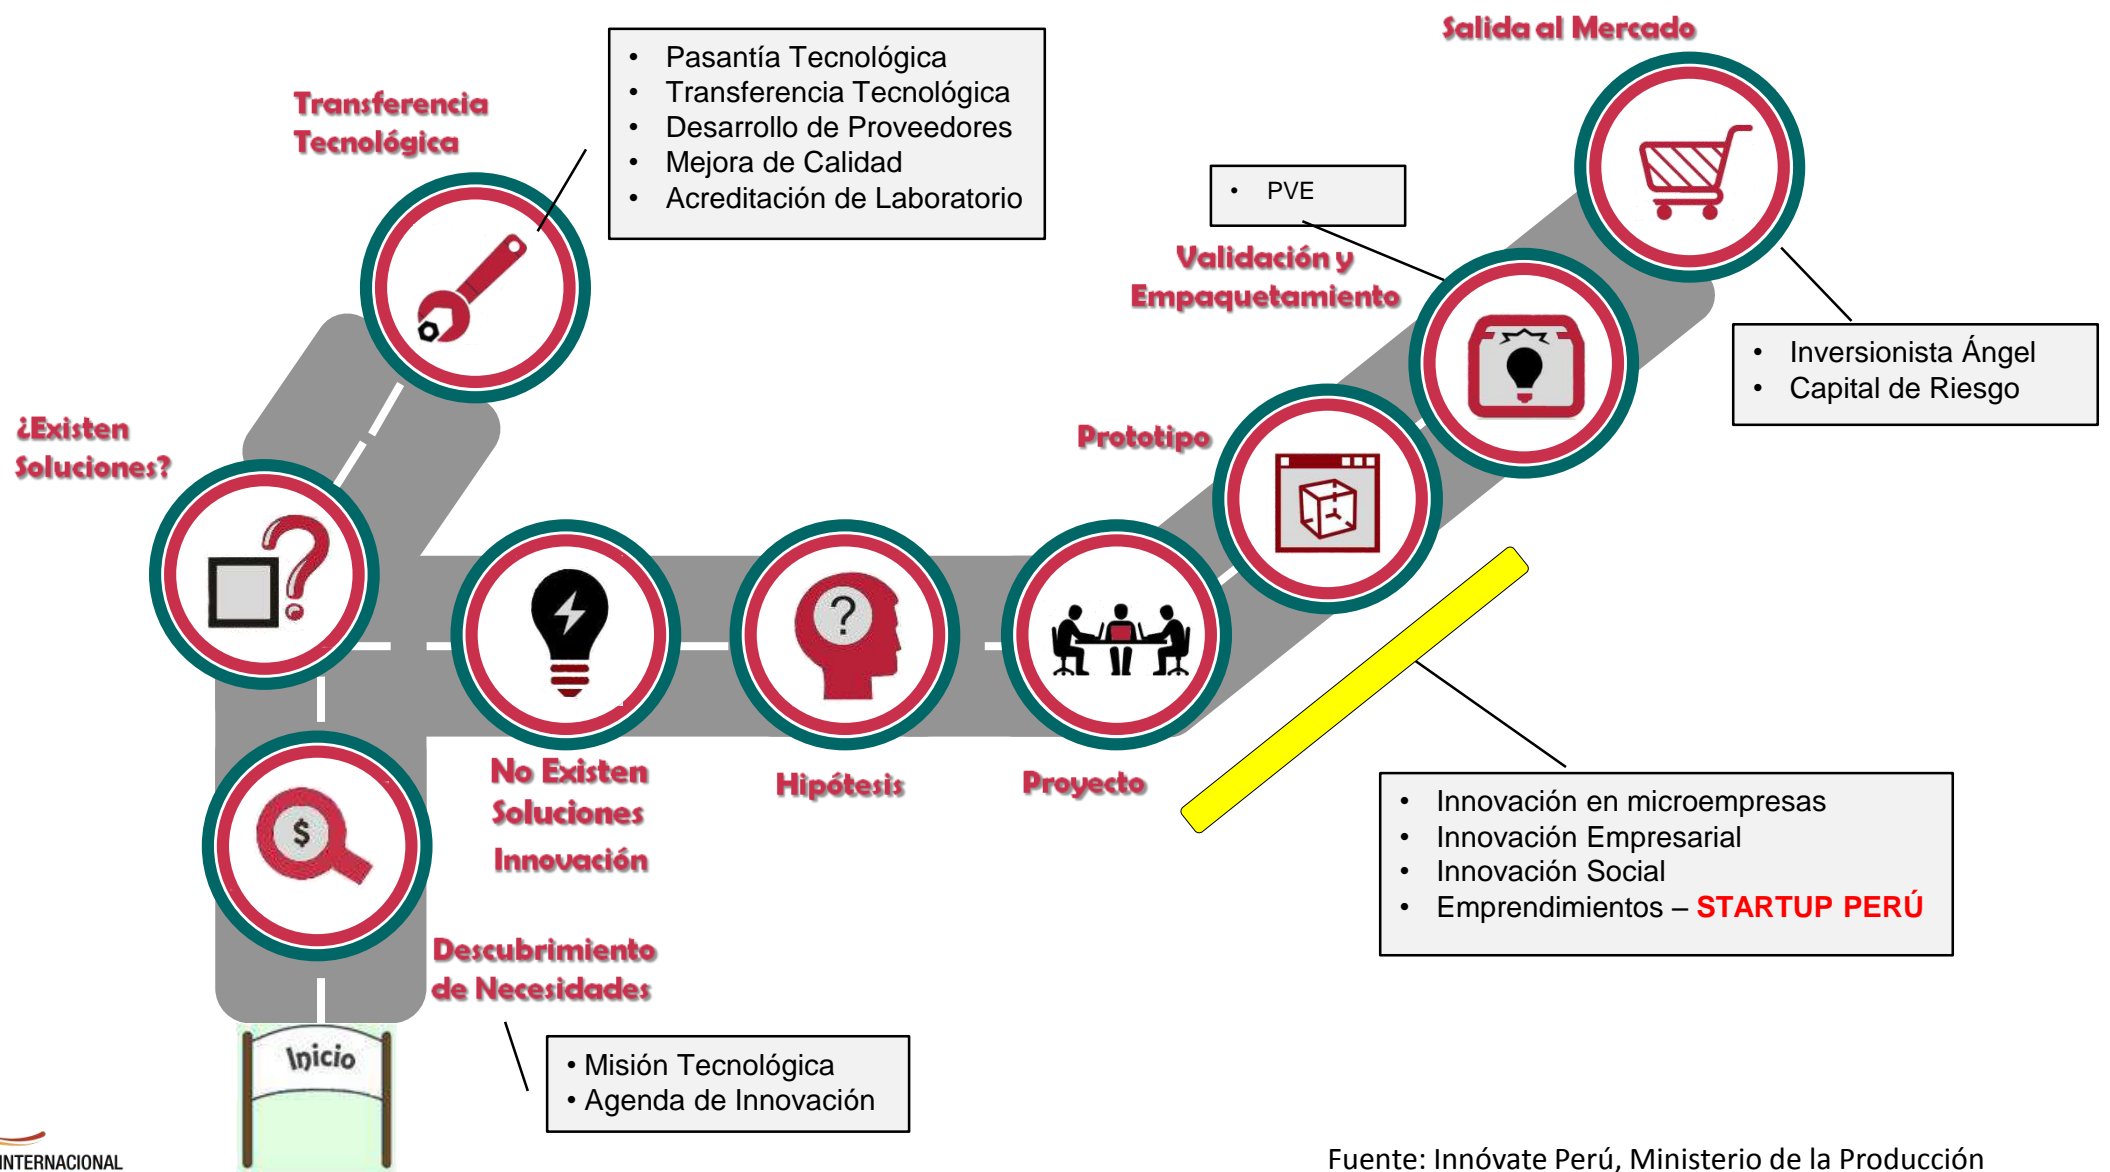 Salida al Mercado
• Pasantía Tecnológica
• Transferencia Tecnológica
• Desarrollo de Proveedores
• Mejora de Calidad
• Acreditación de Laboratorio
Transferencia
Tecnológica
• PVE
Validación y
Empaquetamiento
• Inversionista Ángel
• Capital de Riesgo
¿Existen
Soluciones?
Prototipo
?
$
No Existen
Soluciones
Innovación
Hipótesis
Proyecto
• Innovación en microempresas
• Innovación Empresarial
• Innovación Social
• Emprendimientos – STARTUP PERÚ
Descubrimiento
de Necesidades
Inicio
• Misión Tecnológica
• Agenda de Innovación
INTERNACIONAL
Fuente: Innóvate Perú, Ministerio de la Producción